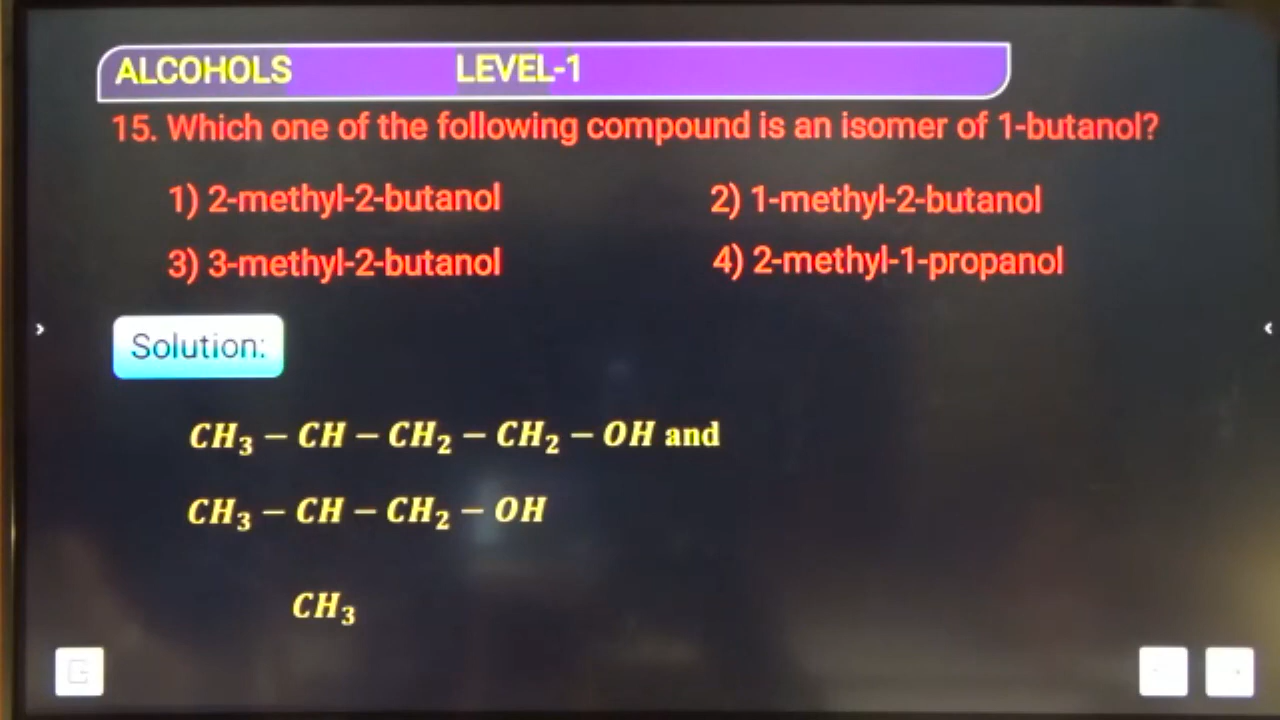 ALCOHOLS LEVEL-1
15. Which one of the following compound is an isomer of 1-butanol?
1) 2-methyl-2-butanol 2) 1-methyl-2-butanol
3) 3-methyl-2-butanol 4) 2-methyl-1-propanol
Solution:
CH₃ – CH – CH₂ – CH₂ – OH and
CH₃ – CH – CH₂ – OH
CH₃